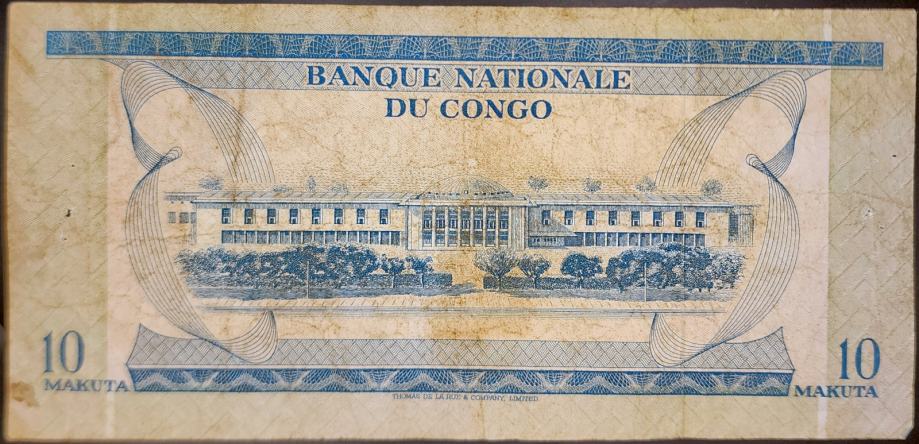 BANQUE NATIONALE
DU CONGO
10
MAKUTA
10
MAKUTA
THOMAS DE LA RUE & COMPANY, LIMITED